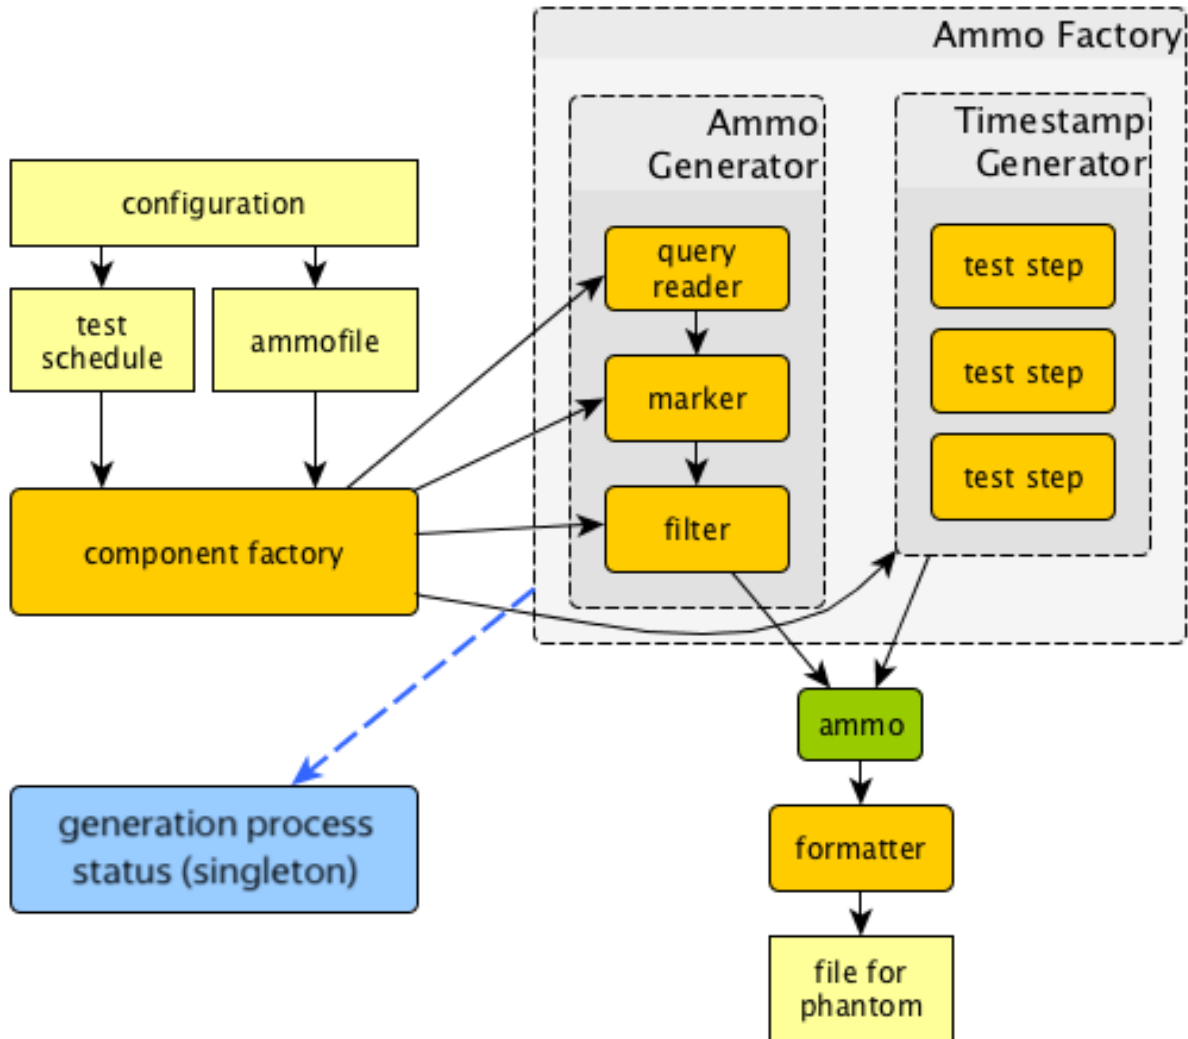 Ammo Factory
Ammo
Generator
Timestamp
Generator
configuration
test
schedule
ammofile
component factory
query
reader
marker
filter
test step
test step
test step
ammo
generation process
status (singleton)
formatter
file for
phantom